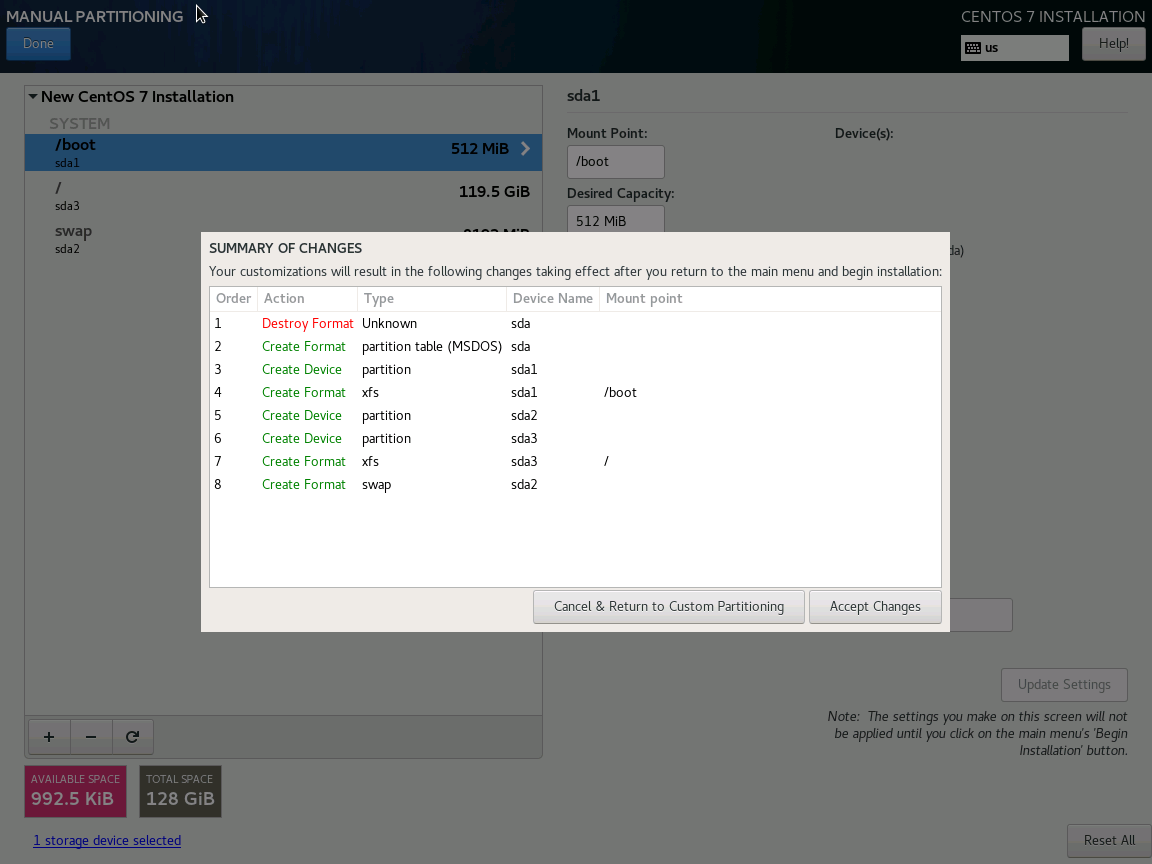 MANUAL PARTITIONING
CENTOS 7 INSTALLATION
Done
us
Help!
New CentOS 7 Installation
SYSTEM
/boot
512 MiB
sda1
/
119.5 GiB
sda3
swap
sda2
sda1
Mount Point:
Device(s):
/boot
Desired Capacity:
512 MiB
SUMMARY OF CHANGES
Your customizations will result in the following changes taking effect after you return to the main menu and begin installation:
Order Action Type Device Name Mount point
1 Destroy Format Unknown sda
2 Create Format partition table (MSDOS) sda
3 Create Device partition sda1
4 Create Format xfs sda1 /boot
5 Create Device partition sda2
6 Create Device partition sda3
7 Create Format xfs sda3 /
8 Create Format swap sda2
Cancel & Return to Custom Partitioning
Accept Changes
Update Settings
Note: The settings you make on this screen will not
be applied until you click on the main menu's 'Begin
Installation' button.
+ −
AVAILABLE SPACE
992.5 KiB
TOTAL SPACE
128 GiB
1 storage device selected
Reset All